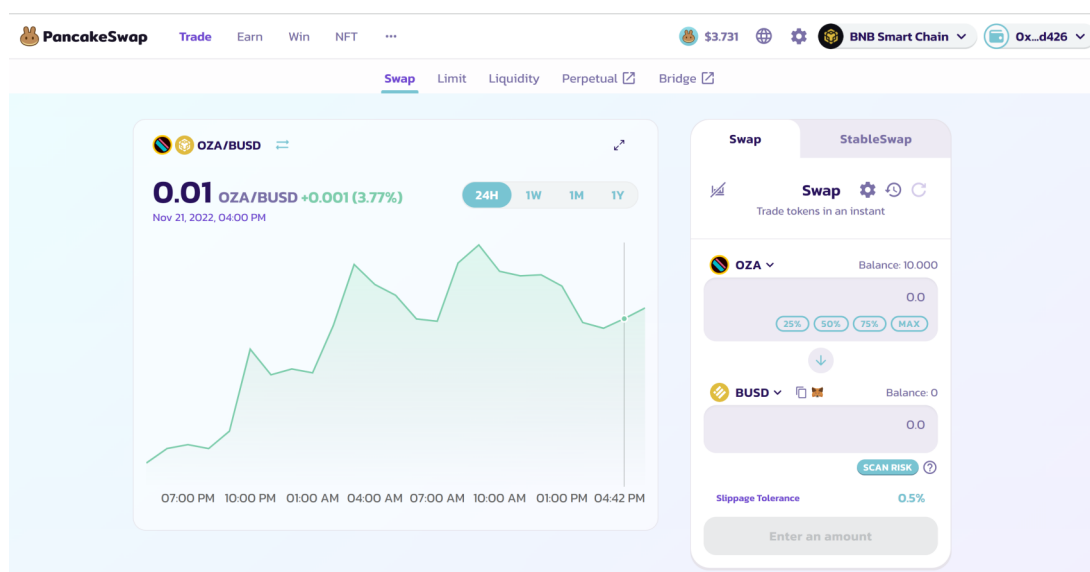 PancakeSwap Trade Earn Win NFT ... $3.731 BNB Smart Chain 0x...d426
Swap Limit Liquidity Perpetual Bridge
OZA/BUSD
0.01 OZA/BUSD +0.001 (3.77%)
Nov 21, 2022, 04:00 PM
24H 1W 1M 1Y
07:00 PM 10:00 PM 01:00 AM 04:00 AM 07:00 AM 10:00 AM 01:00 PM 04:42 PM
Swap StableSwap
Swap
Trade tokens in an instant
OZA Balance: 10.000
0.0
25% 50% 75% MAX
BUSD Balance: 0
0.0
SCAN RISK ?
Slippage Tolerance 0.5%
Enter an amount